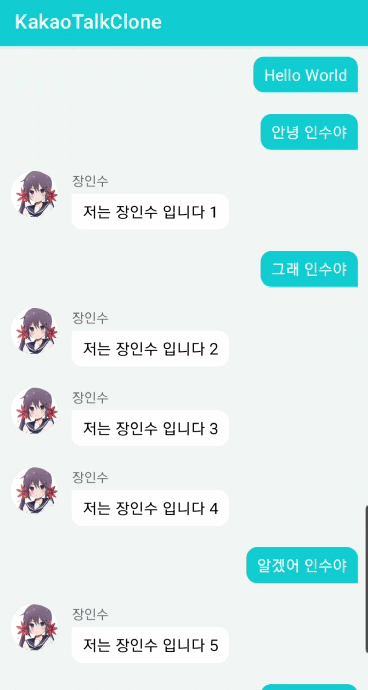 KakaoTalkClone
Hello World
안녕 인수야
장인수
저는 장인수 입니다 1
그래 인수야
장인수
저는 장인수 입니다 2
장인수
저는 장인수 입니다 3
장인수
저는 장인수 입니다 4
알겠어 인수야
장인수
저는 장인수 입니다 5